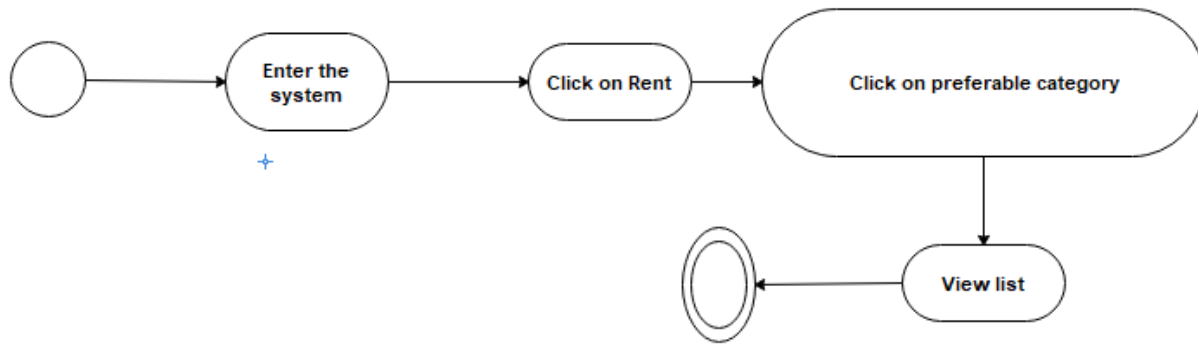 Enter the
system
Click on Rent
Click on preferable category
View list